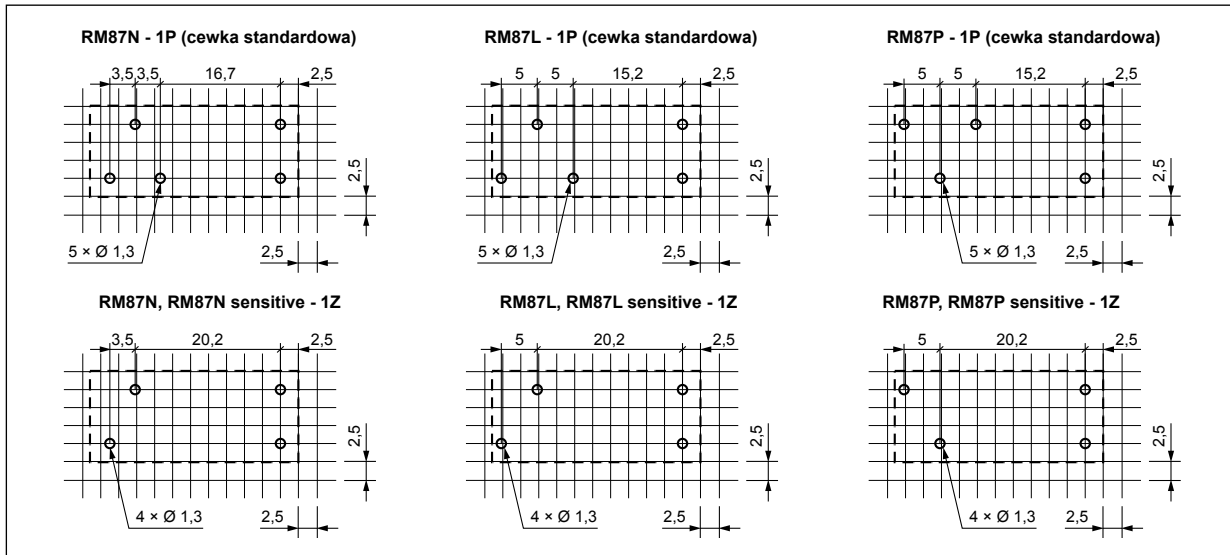 RM87N - 1P (cewka standardowa)
3,5 3,5 16,7 2,5
2,5
5 × Ø 1,3
2,5
RM87L - 1P (cewka standardowa)
5 5 15,2 2,5
2,5
5 × Ø 1,3
2,5
RM87P - 1P (cewka standardowa)
5 5 15,2 2,5
2,5
5 × Ø 1,3
2,5
RM87N, RM87N sensitive - 1Z
3,5 20,2 2,5
2,5
4 × Ø 1,3
2,5
RM87L, RM87L sensitive - 1Z
5 20,2 2,5
2,5
4 × Ø 1,3
2,5
RM87P, RM87P sensitive - 1Z
5 20,2 2,5
2,5
4 × Ø 1,3
2,5